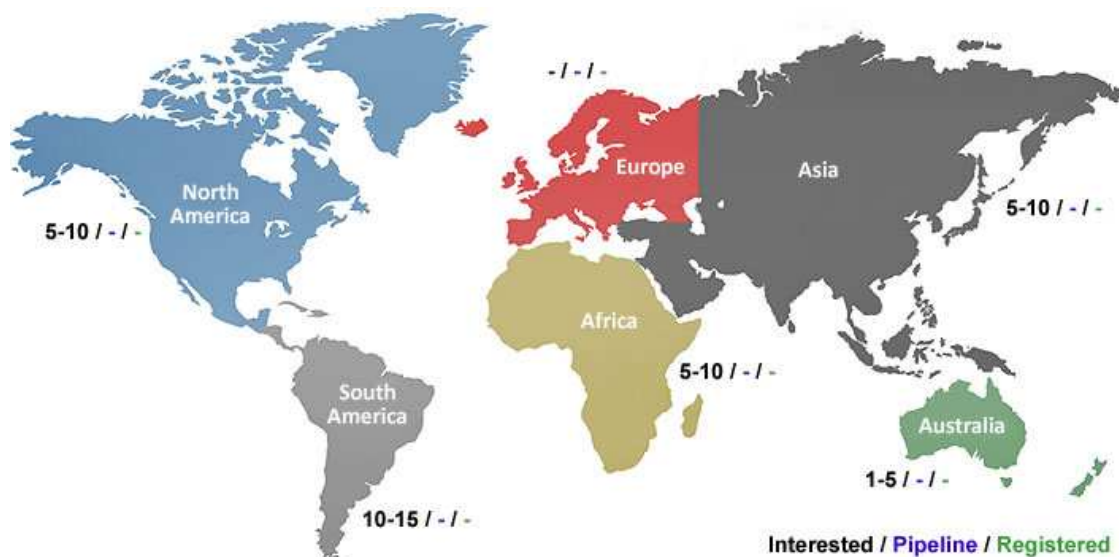 - / - / -
Europe
Asia
North
America
5-10 / - / -
5-10 / - / -
Africa
5-10 / - / -
South
America
Australia
1-5 / - / -
10-15 / - / -
Interested / Pipeline / Registered